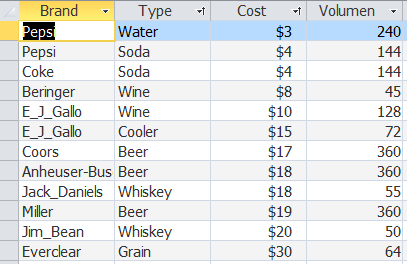 Brand Type Cost Volumen
Pepsi Water $3 240
Pepsi Soda $4 144
Coke Soda $4 144
Beringer Wine $8 45
E_J_Gallo Wine $10 128
E_J_Gallo Cooler $15 72
Coors Beer $17 360
Anheuser-Bus Beer $18 360
Jack_Daniels Whiskey $18 55
Miller Beer $19 360
Jim_Bean Whiskey $20 50
Everclear Grain $30 64